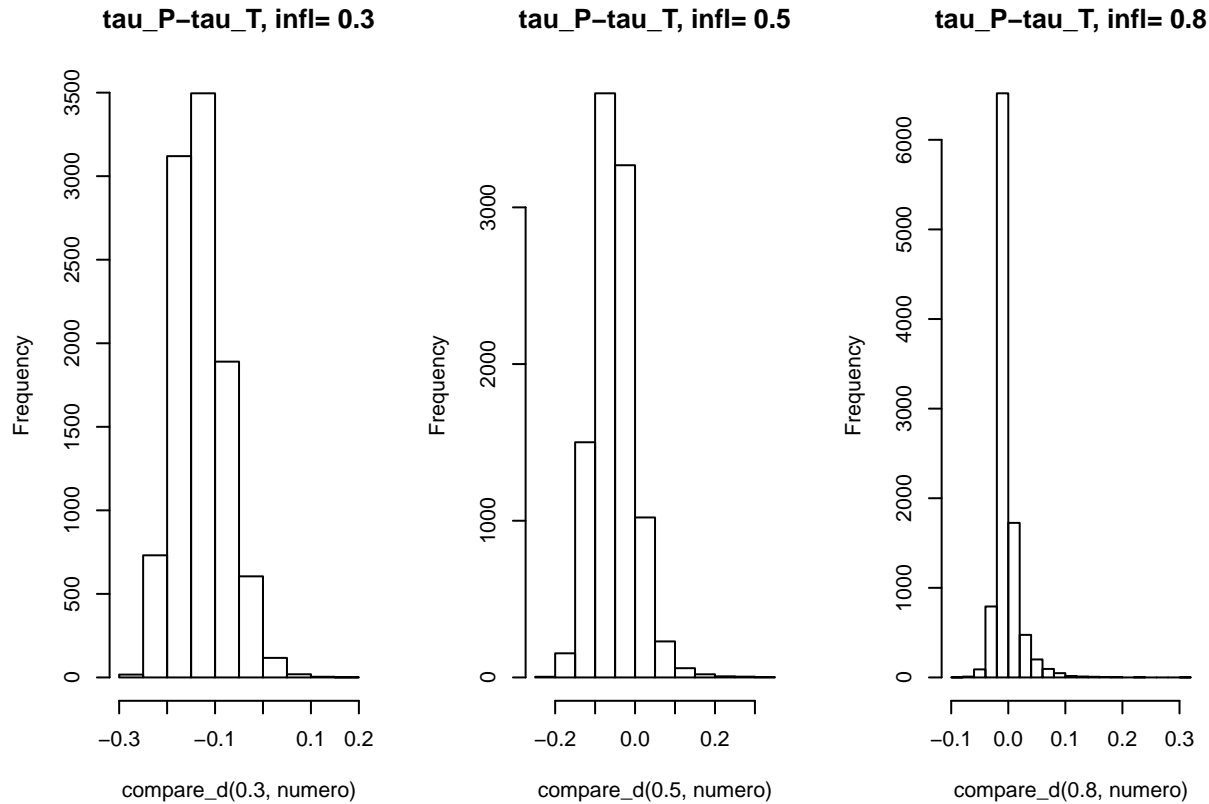 tau_P−tau_T, infl= 0.3
Frequency
3500
3000
2500
2000
1500
1000
500
0
−0.3 −0.1 0.1 0.2
compare_d(0.3, numero)
tau_P−tau_T, infl= 0.5
Frequency
3000
2000
1000
0
−0.2 0.0 0.2
compare_d(0.5, numero)
tau_P−tau_T, infl= 0.8
Frequency
6000
5000
4000
3000
2000
1000
0
−0.1 0.0 0.1 0.2 0.3
compare_d(0.8, numero)